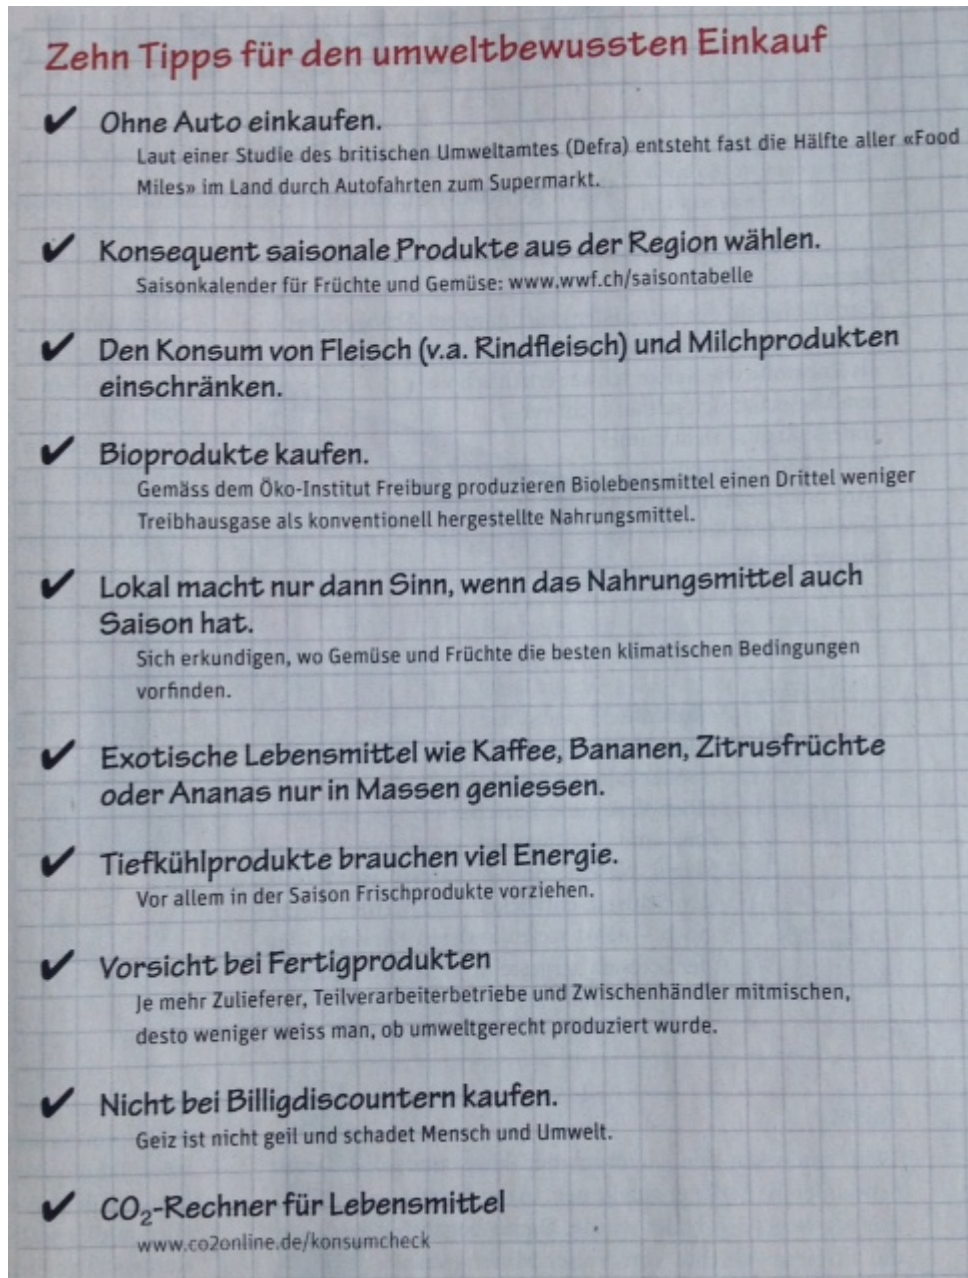 Zehn Tipps für den umweltbewussten Einkauf
✔ Ohne Auto einkaufen.
Laut einer Studie des britischen Umweltamtes (Defra) entsteht fast die Hälfte aller «Food
Miles» im Land durch Autofahrten zum Supermarkt.
✔ Konsequent saisonale Produkte aus der Region wählen.
Saisonkalender für Früchte und Gemüse: www.wwf.ch/saisontabelle
✔ Den Konsum von Fleisch (v.a. Rindfleisch) und Milchprodukten
einschränken.
✔ Bioprodukte kaufen.
Gemäss dem Öko-Institut Freiburg produzieren Biolebensmittel einen Drittel weniger
Treibhausgase als konventionell hergestellte Nahrungsmittel.
✔ Lokal macht nur dann Sinn, wenn das Nahrungsmittel auch
Saison hat.
Sich erkundigen, wo Gemüse und Früchte die besten klimatischen Bedingungen
vorfinden.
✔ Exotische Lebensmittel wie Kaffee, Bananen, Zitrusfrüchte
oder Ananas nur in Massen geniessen.
✔ Tiefkühlprodukte brauchen viel Energie.
Vor allem in der Saison Frischprodukte vorziehen.
✔ Vorsicht bei Fertigprodukten
Je mehr Zulieferer, Teilverarbeiterbetriebe und Zwischenhändler mitmischen,
desto weniger weiss man, ob umweltgerecht produziert wurde.
✔ Nicht bei Billigdiscountern kaufen.
Geiz ist nicht geil und schadet Mensch und Umwelt.
✔ CO₂-Rechner für Lebensmittel
www.co2online.de/konsumcheck